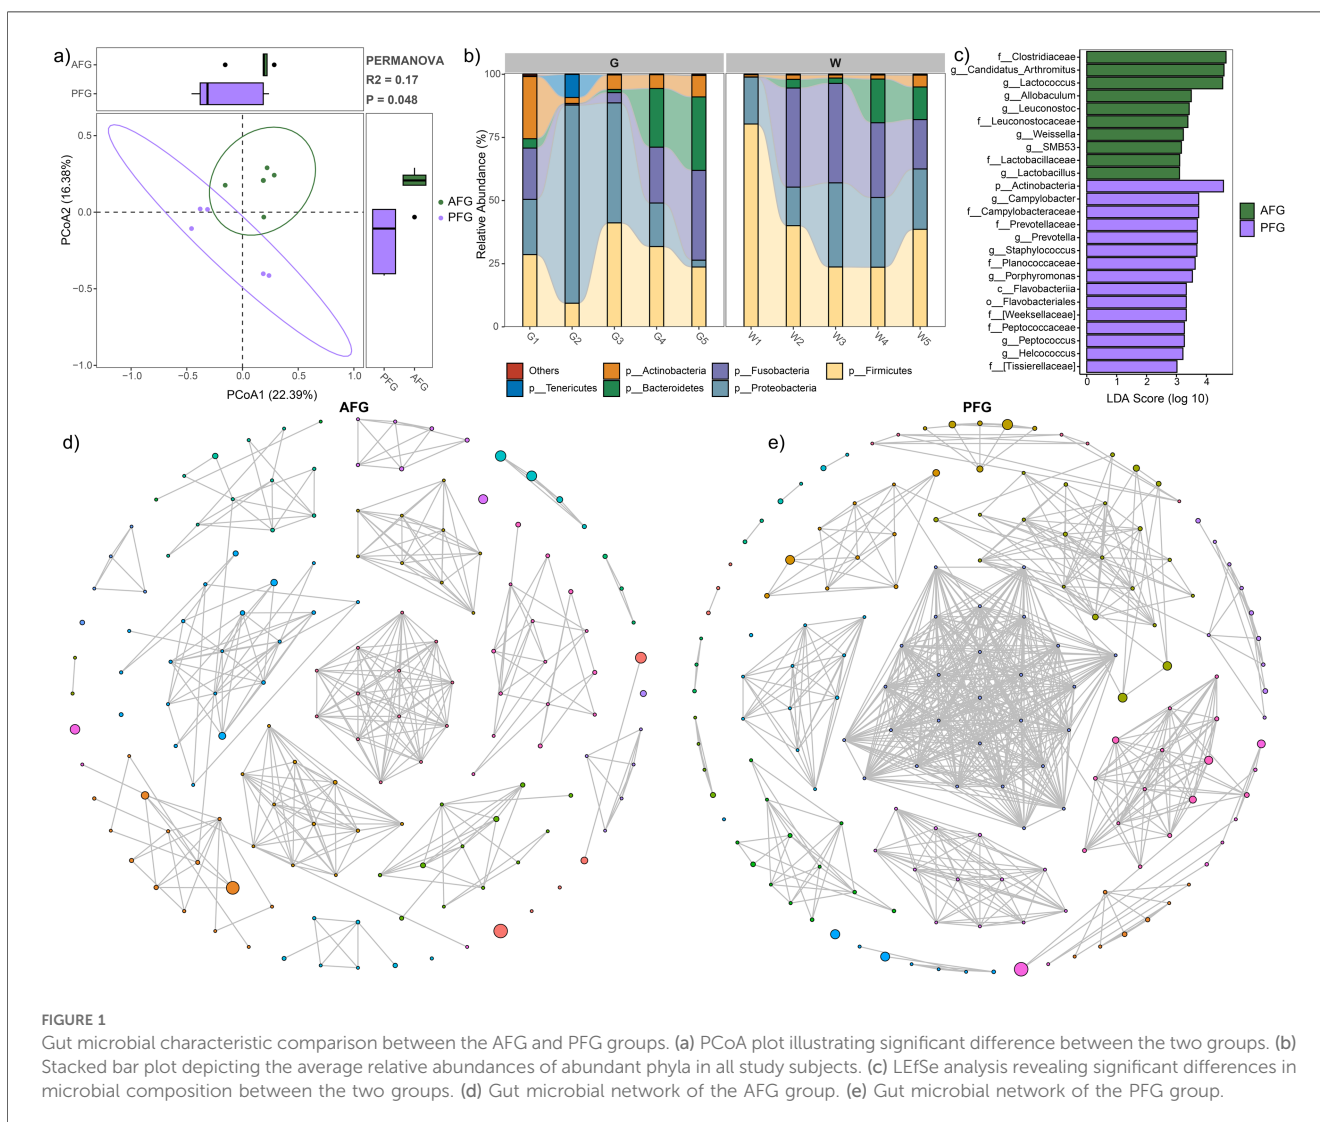 a)
AFG
PFG
PERMANOVA
R2 = 0.17
P = 0.048
0.5
0.0
−0.5
−1.0
PCoA2 (16.38%)
−1.0
−0.5
0.0
0.5
1.0
PCoA1 (22.39%)
PFG
AFG
AFG
PFG
b)
G
W
100
75
50
25
0
Relative Abundance (%)
G1
G2
G3
G4
G5
W1
W2
W3
W4
W5
Others
p__Actinobacteria
p__Fusobacteria
p__Firmicutes
p__Tenericutes
p__Bacteroidetes
p__Proteobacteria
c)
f__Clostridiaceae
g__Candidatus_Arthromitus
g__Lactococcus
g__Allobaculum
g__Leuconostoc
f__Leuconostocaceae
g__Weissella
g__SMB53
f__Lactobacillaceae
g__Lactobacillus
p__Actinobacteria
g__Campylobacter
f__Campylobacteraceae
f__Prevotellaceae
g__Prevotella
g__Staphylococcus
f__Planococcaceae
g__Porphyromonas
c__Flavobacteriia
o__Flavobacteriales
f__[Weeksellaceae]
f__Peptococcaceae
g__Peptococcus
g__Helcococcus
f__[Tissierellaceae]
0
1
2
3
4
LDA Score (log 10)
AFG
PFG
d)
AFG
e)
PFG
FIGURE 1
Gut microbial characteristic comparison between the AFG and PFG groups. (a) PCoA plot illustrating significant difference between the two groups. (b)
Stacked bar plot depicting the average relative abundances of abundant phyla in all study subjects. (c) LEfSe analysis revealing significant differences in
microbial composition between the two groups. (d) Gut microbial network of the AFG group. (e) Gut microbial network of the PFG group.